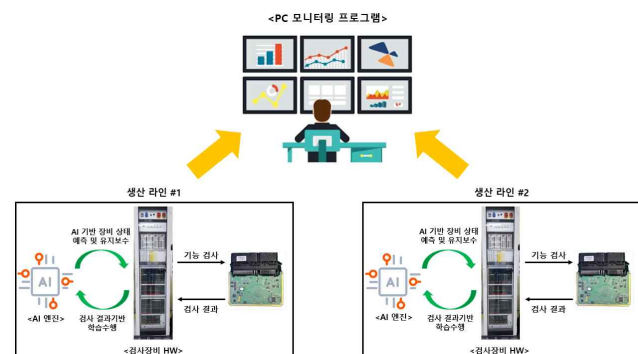 <PC 모니터링 프로그램>
생산 라인 #1
AI 기반 장비 상태
예측 및 유지보수
기능 검사
AI
검사 결과
<AI 엔진>
검사 결과기반
학습수행
<검사장비 HW>
생산 라인 #2
AI 기반 장비 상태
예측 및 유지보수
기능 검사
AI
검사 결과
<AI 엔진>
검사 결과기반
학습수행
<검사장비 HW>